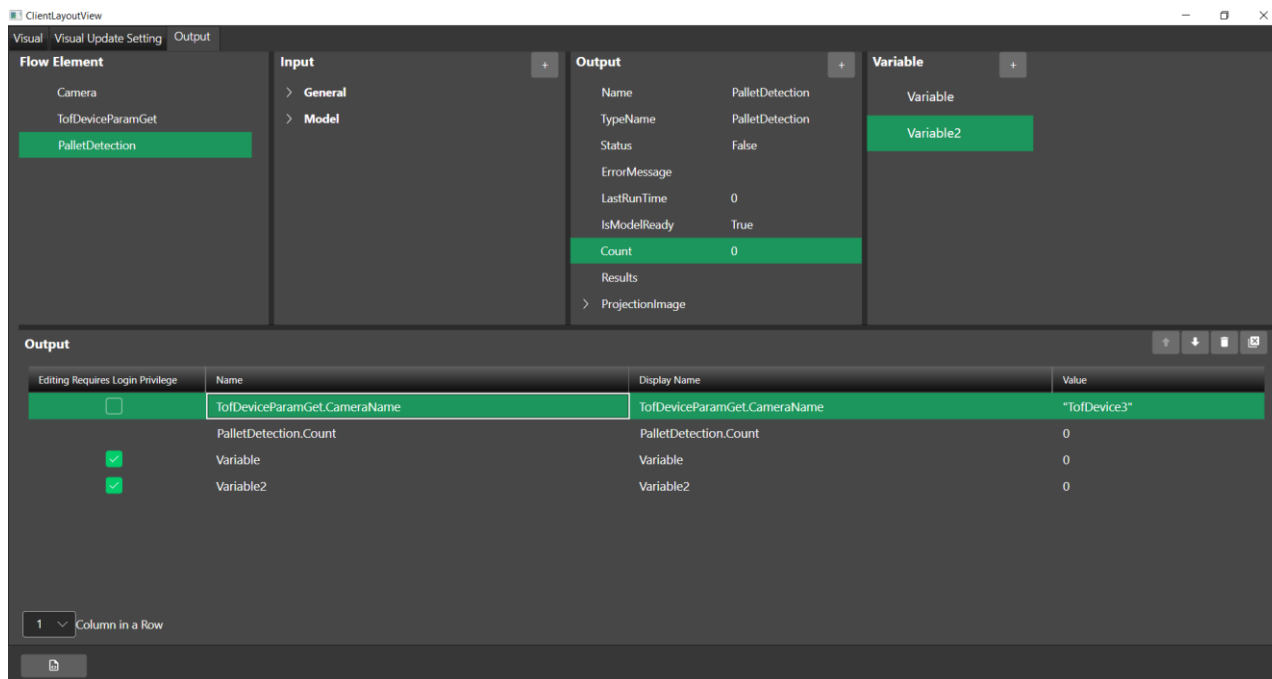 ClientLayoutView
Visual Visual Update Setting Output
Flow Element
Camera
TofDeviceParamGet
PalletDetection
Input +
General
Model
Output +
Name PalletDetection
TypeName PalletDetection
Status False
ErrorMessage
LastRunTime 0
IsModelReady True
Count 0
Results
ProjectionImage
Variable +
Variable
Variable2
Output
Editing Requires Login Privilege Name Display Name Value
TofDeviceParamGet.CameraName TofDeviceParamGet.CameraName "TofDevice3"
PalletDetection.Count PalletDetection.Count 0
Variable Variable 0
Variable2 Variable2 0
1 Column in a Row